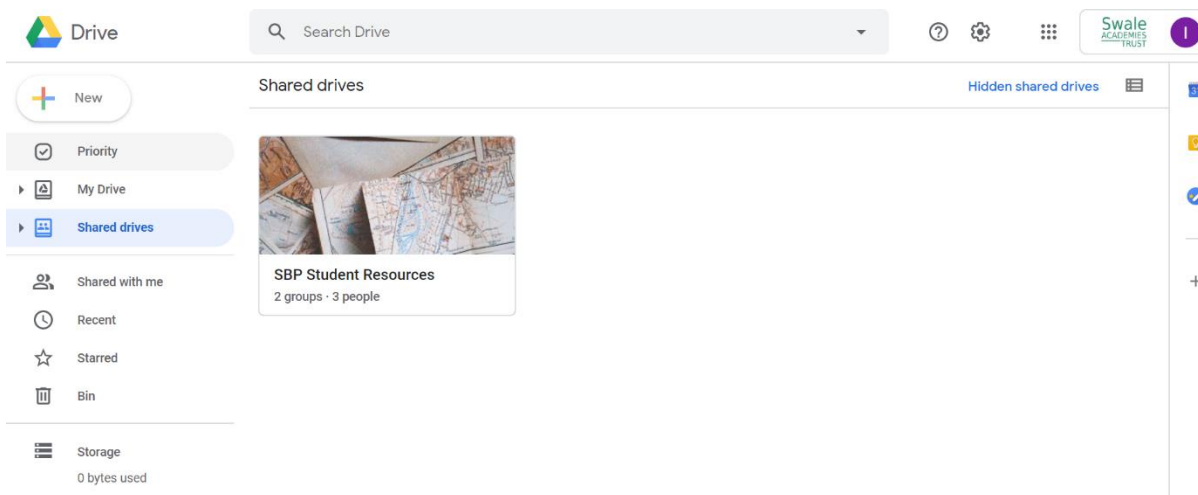 Drive
Search Drive
Swale
ACADEMIES
TRUST
I
New
Shared drives
Hidden shared drives
Priority
My Drive
Shared drives
Shared with me
Recent
Starred
Bin
Storage
0 bytes used
SBP Student Resources
2 groups · 3 people